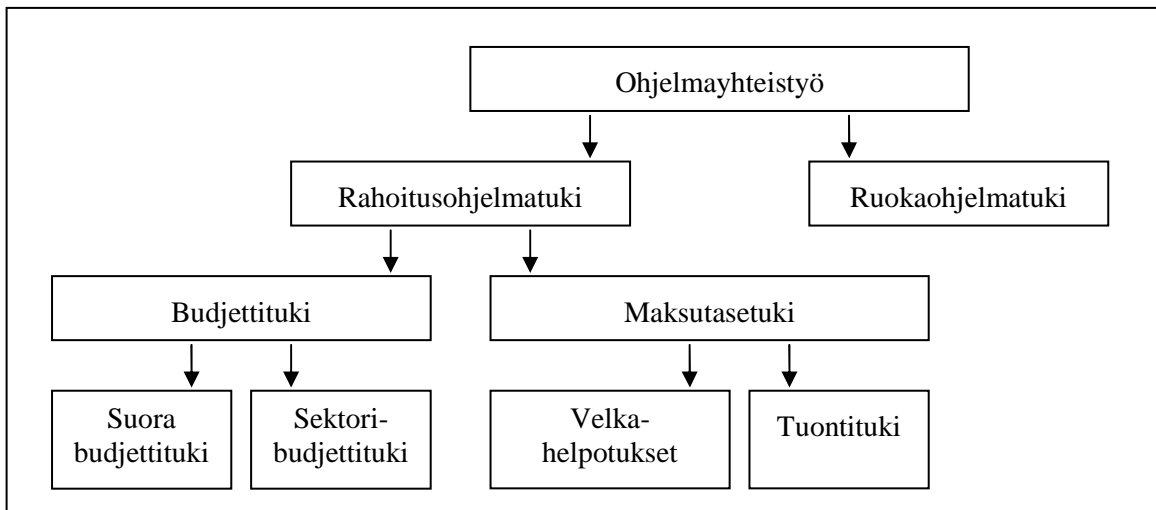 Ohjelmayhteistyö
Rahoitusohjelmatuki
Ruokaohjelmatuki
Budjettituki
Maksutasetuki
Suora
budjettituki
Sektori-
budjettituki
Velka-
helpotukset
Tuontituki